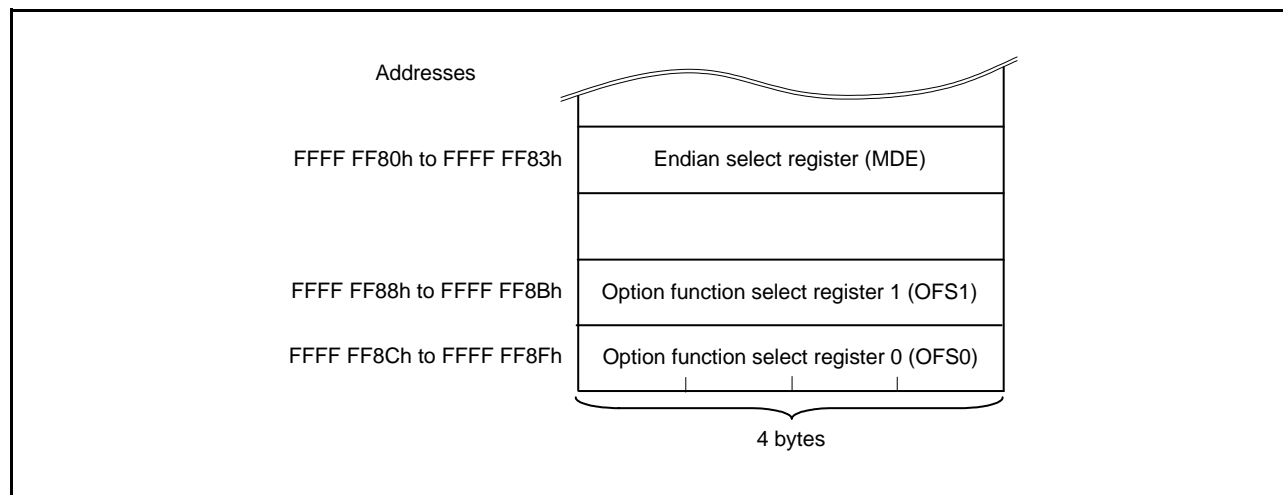 Addresses
FFFF FF80h to FFFF FF83h Endian select register (MDE)
FFFF FF88h to FFFF FF8Bh Option function select register 1 (OFS1)
FFFF FF8Ch to FFFF FF8Fh Option function select register 0 (OFS0)
4 bytes